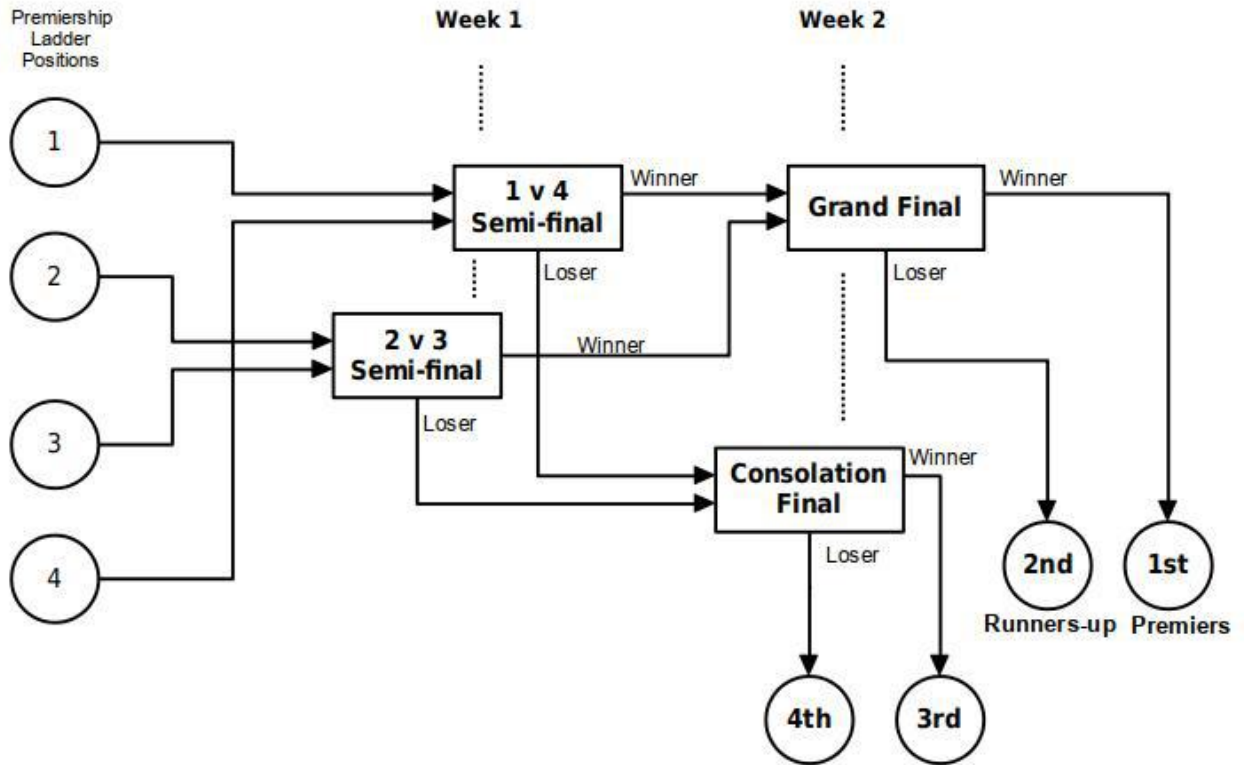 Premiership
Ladder
Positions
Week 1
Week 2
1
2
3
4
1 v 4
Semi-final
Winner
Loser
2 v 3
Semi-final
Winner
Loser
Grand Final
Winner
Loser
Consolation
Final
Winner
Loser
2nd
Runners-up
1st
Premiers
4th
3rd